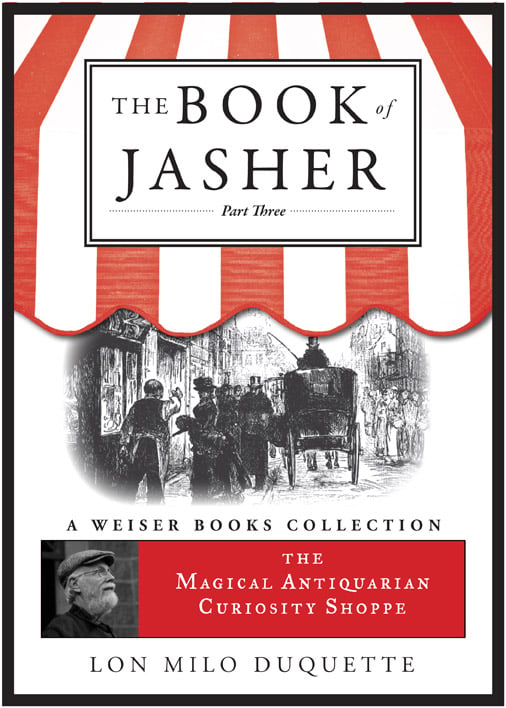 THE BOOK of
JASHER
Part Three
A WEISER BOOKS COLLECTION
THE
MAGICAL ANTIQUARIAN
CURIOSITY SHOPPE
LON MILO DUQUETTE